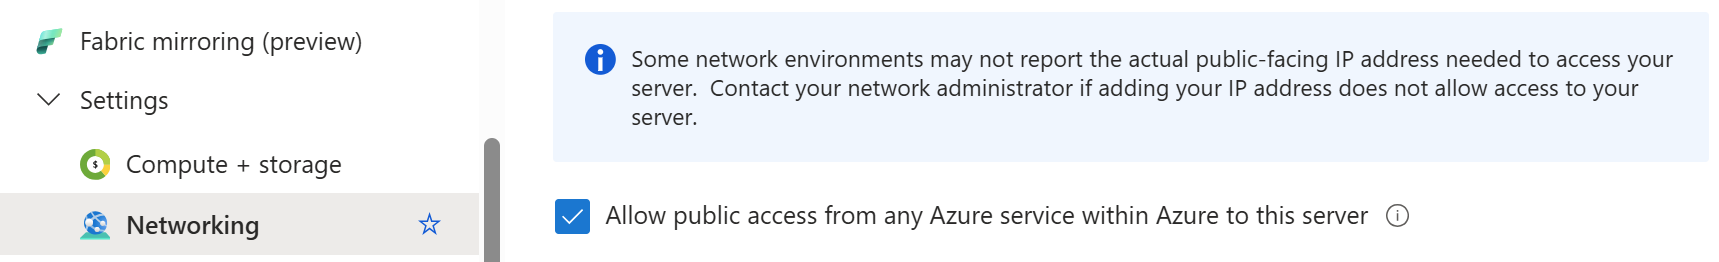 Fabric mirroring (preview)
Settings
Compute + storage
Networking
Some network environments may not report the actual public-facing IP address needed to access your
server.  Contact your network administrator if adding your IP address does not allow access to your
server.
Allow public access from any Azure service within Azure to this server